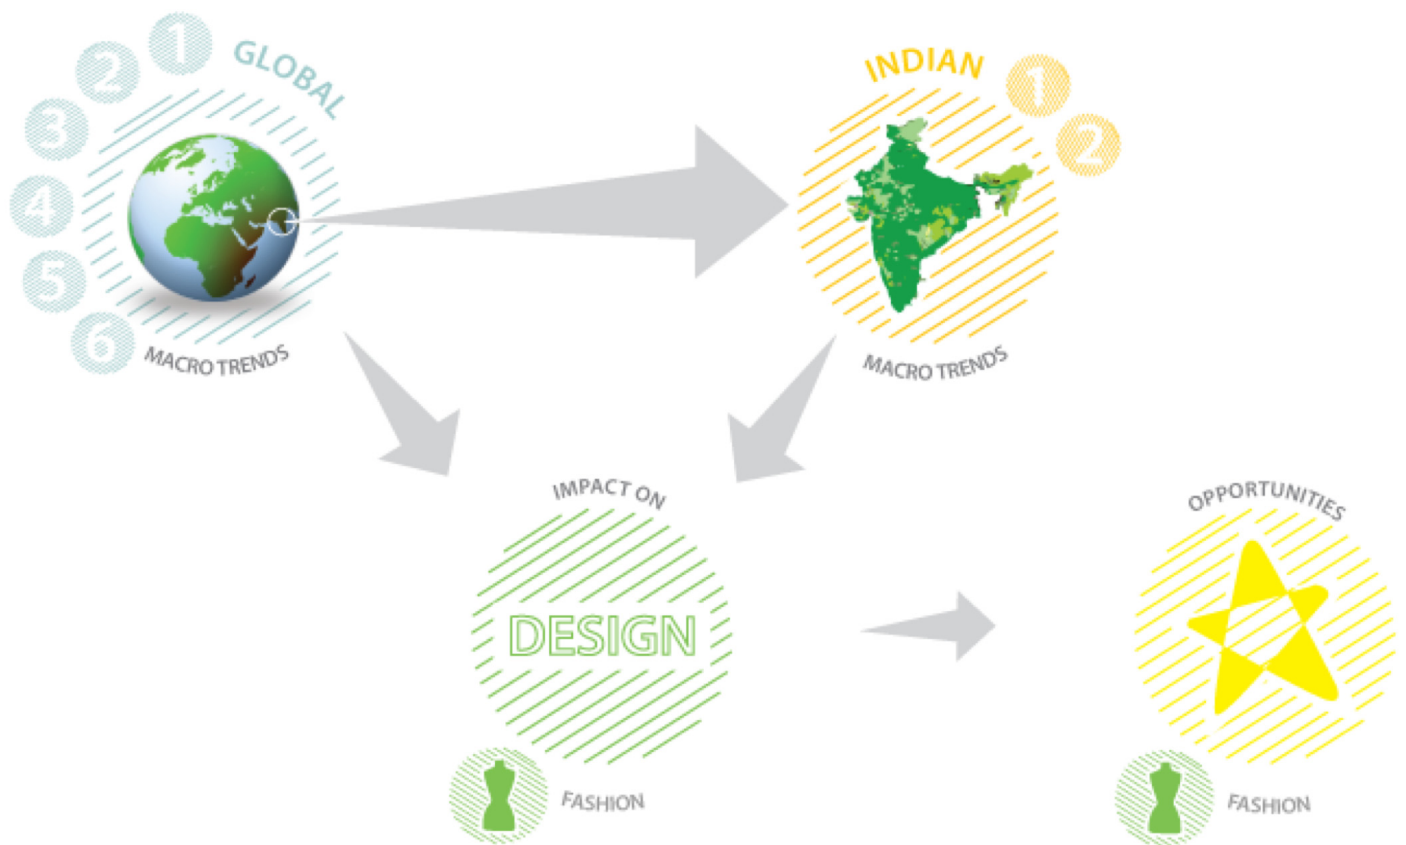 1
2
3
4
5
6
GLOBAL
MACRO TRENDS
INDIAN
1
2
MACRO TRENDS
IMPACT ON
DESIGN
FASHION
OPPORTUNITIES
FASHION